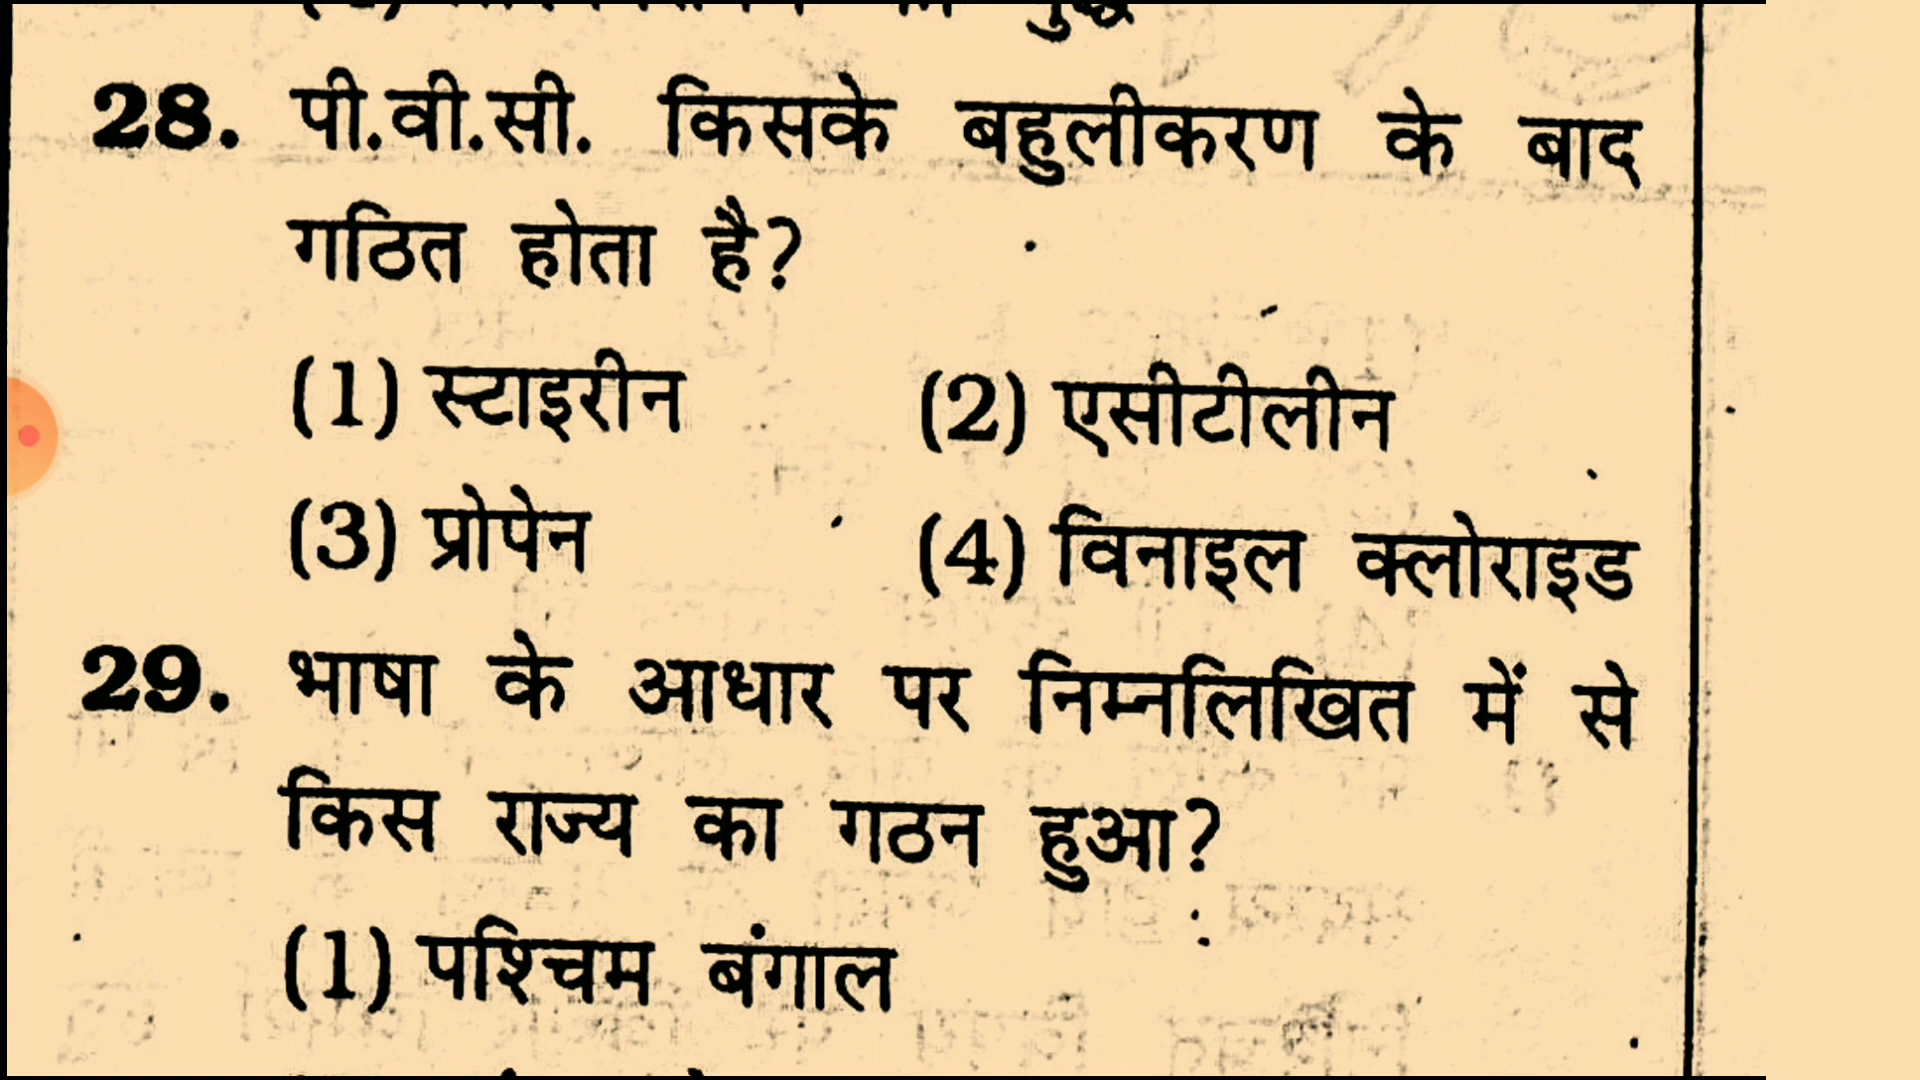 28. पी.वी.सी. किसके बहुलीकरण के बाद
गठित होता है?
(1) स्टाइरीन (2) एसीटीलीन
(3) प्रोपेन (4) विनाइल क्लोराइड
29. भाषा के आधार पर निम्नलिखित में से
किस राज्य का गठन हुआ?
(1) पश्चिम बंगाल